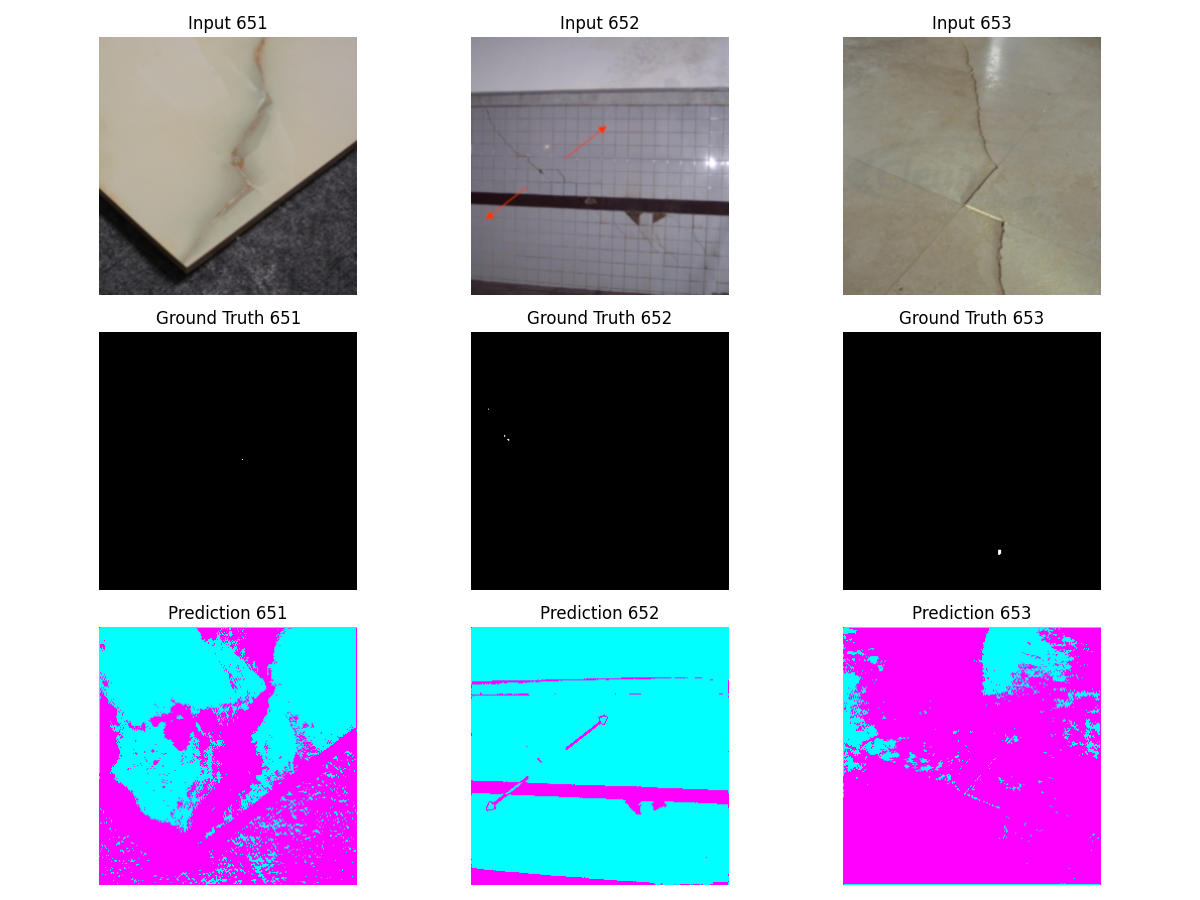 Input 651
Input 652
Input 653
Ground Truth 651
Ground Truth 652
Ground Truth 653
Prediction 651
Prediction 652
Prediction 653